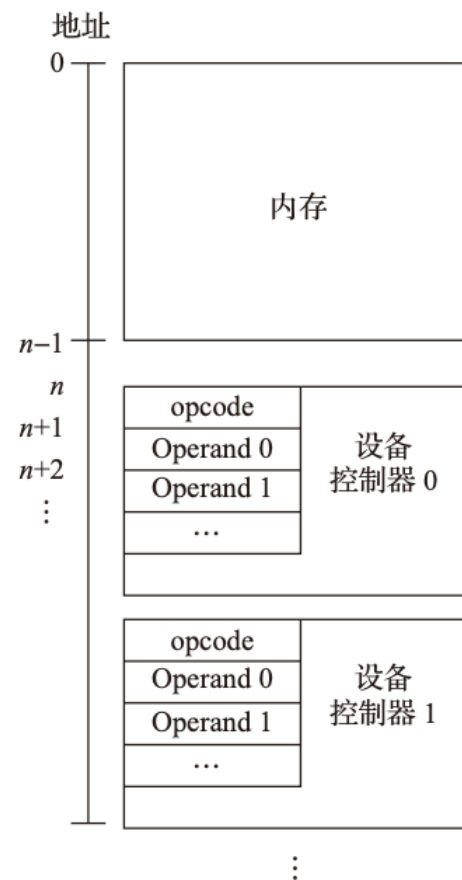 地址
0
内存
n−1
n
n+1
n+2
⋮
opcode
Operand 0
Operand 1
...
设备
控制器 0
opcode
Operand 0
Operand 1
...
设备
控制器 1
⋮